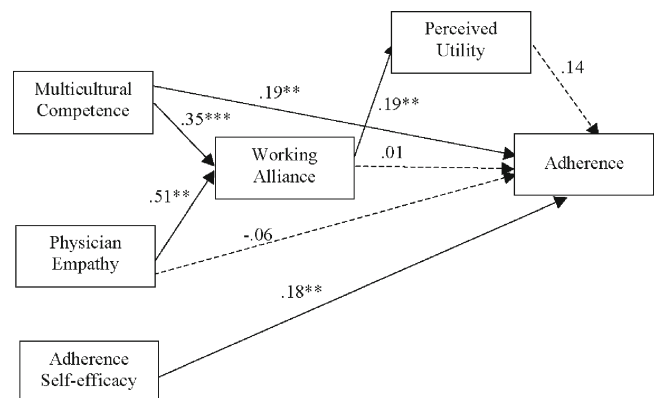 Perceived
Utility
.14
Multicultural
Competence
.19**
.19**
.35***
Working
Alliance
.01
Adherence
.51**
Physician
Empathy
-.06
.18**
Adherence
Self-efficacy